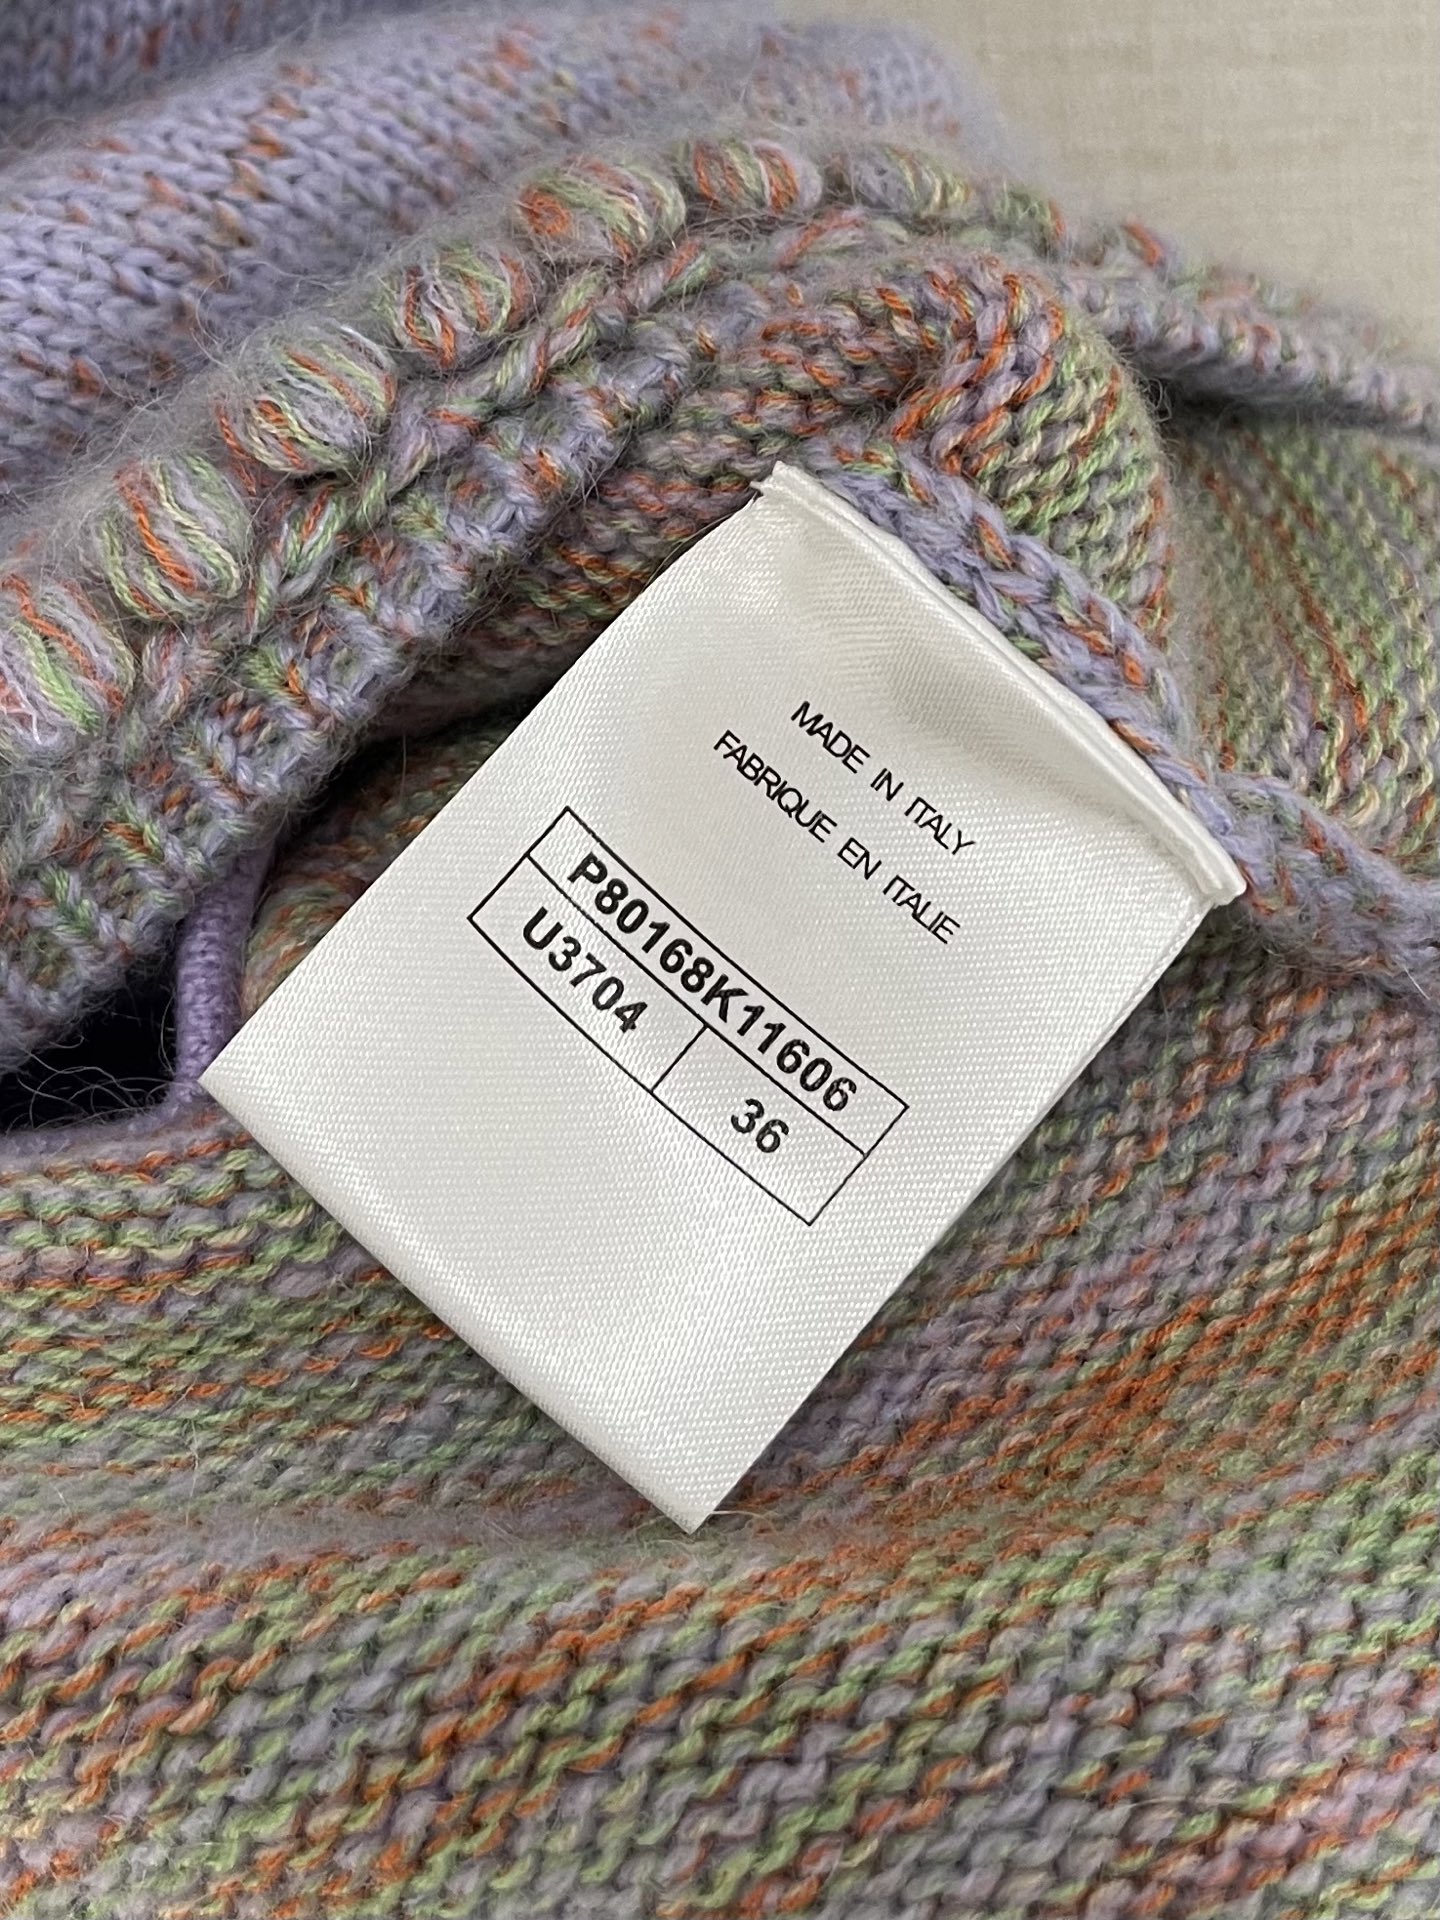 MADE IN ITALY
FABRIQUE EN ITALIE
P80168K11606
U3704 36